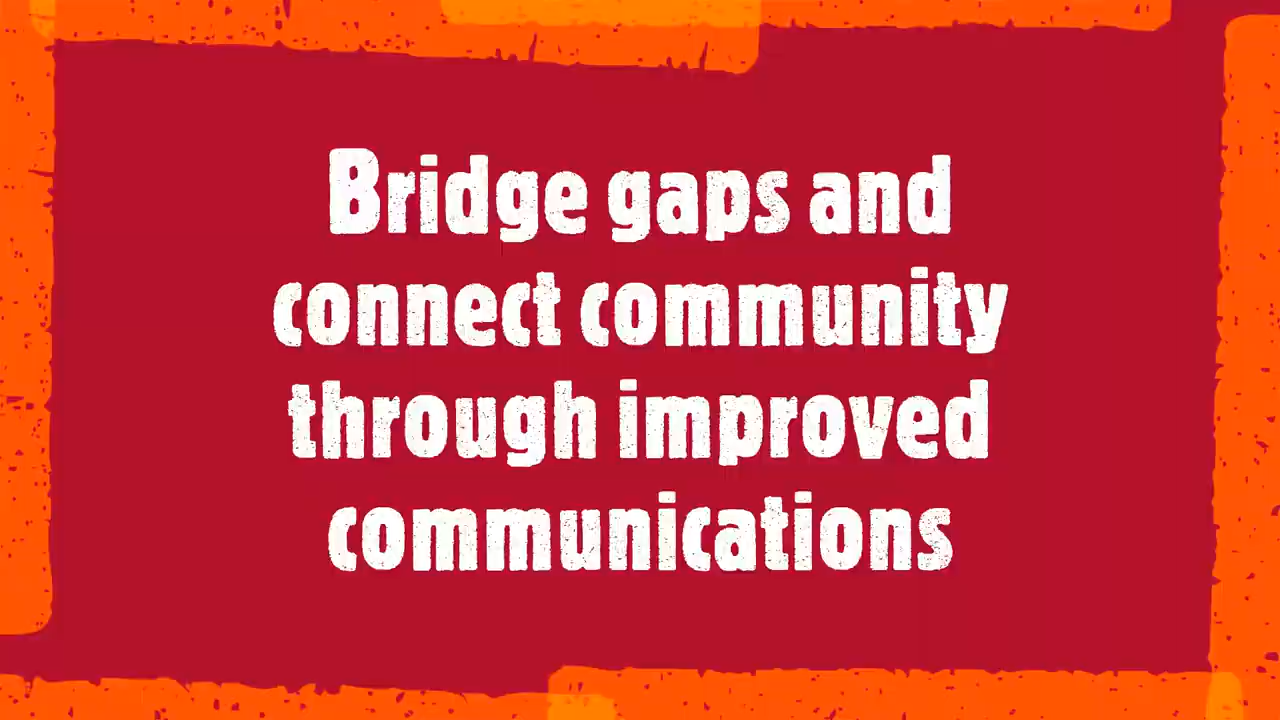 Bridge gaps and
connect community
through improved
communications